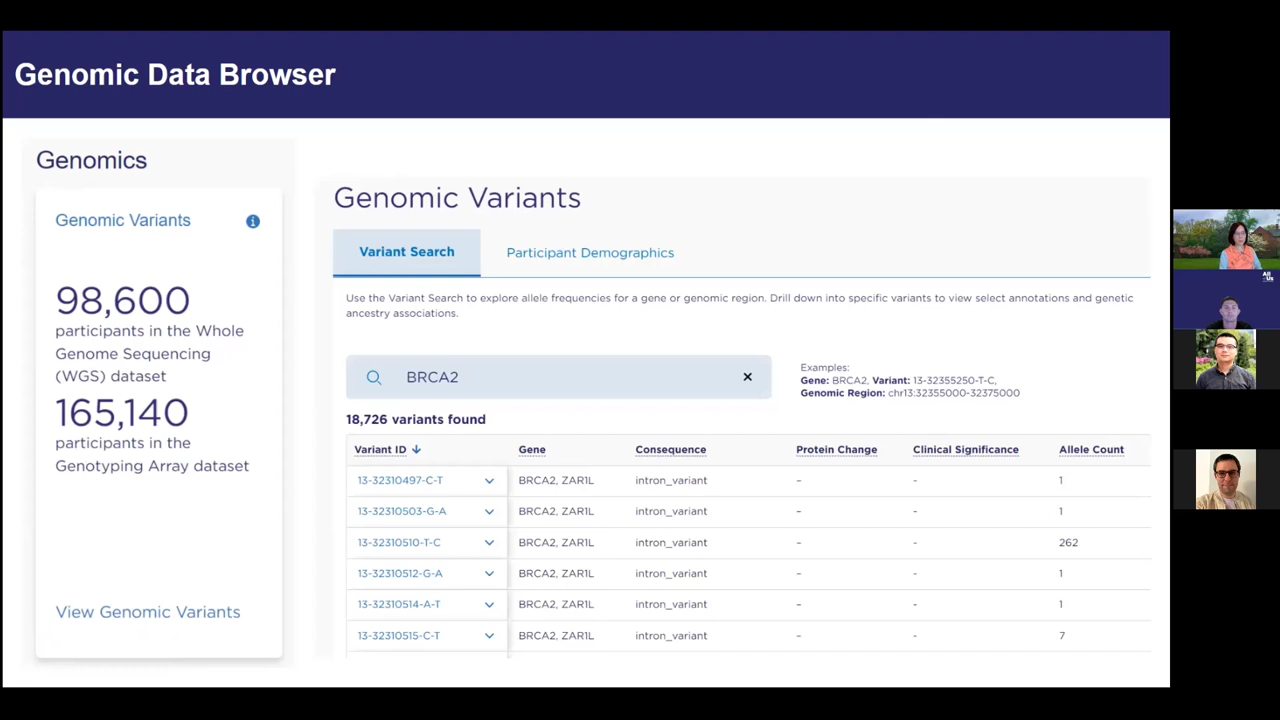 Genomic Data Browser
Genomics
Genomic Variants
98,600
participants in the Whole
Genome Sequencing
(WGS) dataset
165,140
participants in the
Genotyping Array dataset
View Genomic Variants
Genomic Variants
Variant Search Participant Demographics
Use the Variant Search to explore allele frequencies for a gene or genomic region. Drill down into specific variants to view select annotations and genetic
ancestry associations.
BRCA2 ×
Examples:
Gene: BRCA2, Variant: 13-32355250-T-C,
Genomic Region: chr13:32355000-32375000
18,726 variants found
Variant ID ↓ Gene Consequence Protein Change Clinical Significance Allele Count
13-32310497-C-T BRCA2, ZAR1L intron_variant – - 1
13-32310503-G-A BRCA2, ZAR1L intron_variant – - 1
13-32310510-T-C BRCA2, ZAR1L intron_variant – - 262
13-32310512-G-A BRCA2, ZAR1L intron_variant – - 1
13-32310514-A-T BRCA2, ZAR1L intron_variant – - 1
13-32310515-C-T BRCA2, ZAR1L intron_variant – - 7
All
of Us